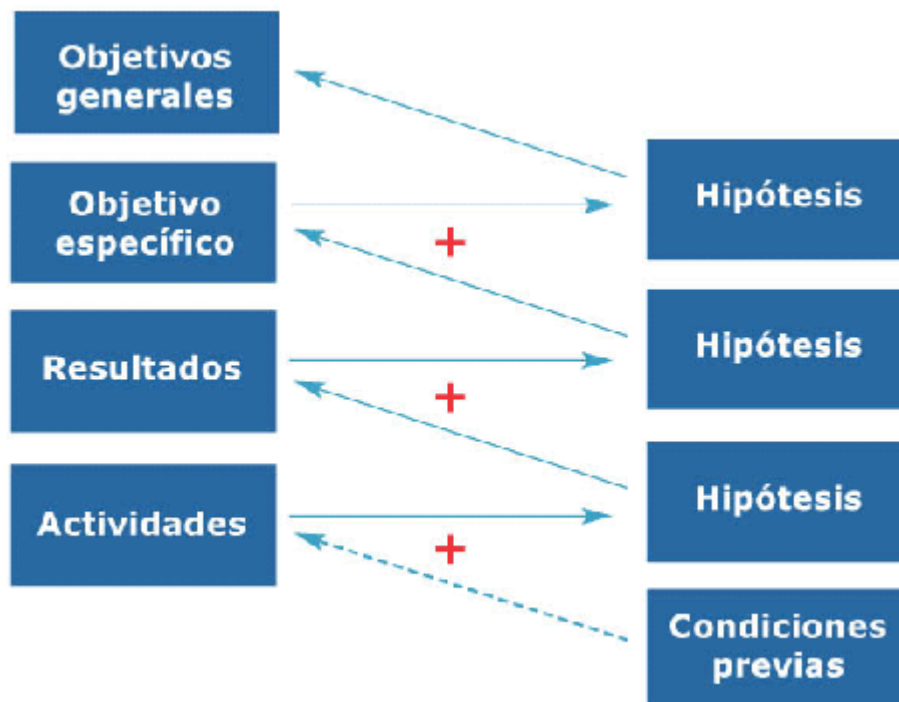 Objetivos
generales
Hipótesis
Objetivo
específico
+
Hipótesis
Resultados
+
Hipótesis
Actividades
+
Condiciones
previas